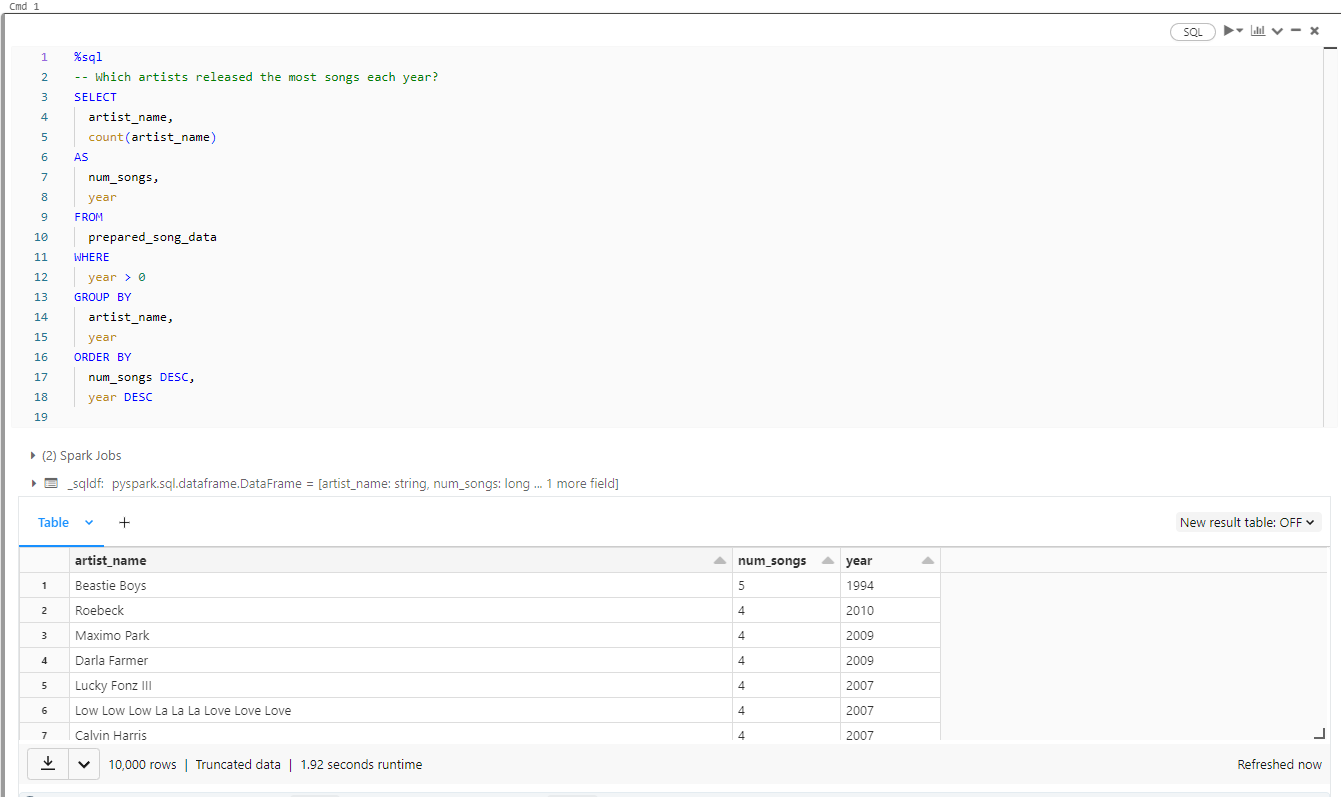 Cmd 1
SQL
1 %sql
2 -- Which artists released the most songs each year?
3 SELECT
4 artist_name,
5 count(artist_name)
6 AS
7 num_songs,
8 year
9 FROM
10 prepared_song_data
11 WHERE
12 year > 0
13 GROUP BY
14 artist_name,
15 year
16 ORDER BY
17 num_songs DESC,
18 year DESC
19
(2) Spark Jobs
_sqldf: pyspark.sql.dataframe.DataFrame = [artist_name: string, num_songs: long ... 1 more field]
Table + New result table: OFF
artist_name num_songs year
1 Beastie Boys 5 1994
2 Roebeck 4 2010
3 Maximo Park 4 2009
4 Darla Farmer 4 2009
5 Lucky Fonz III 4 2007
6 Low Low Low La La La Love Love Love 4 2007
7 Calvin Harris 4 2007
10,000 rows | Truncated data | 1.92 seconds runtime Refreshed now